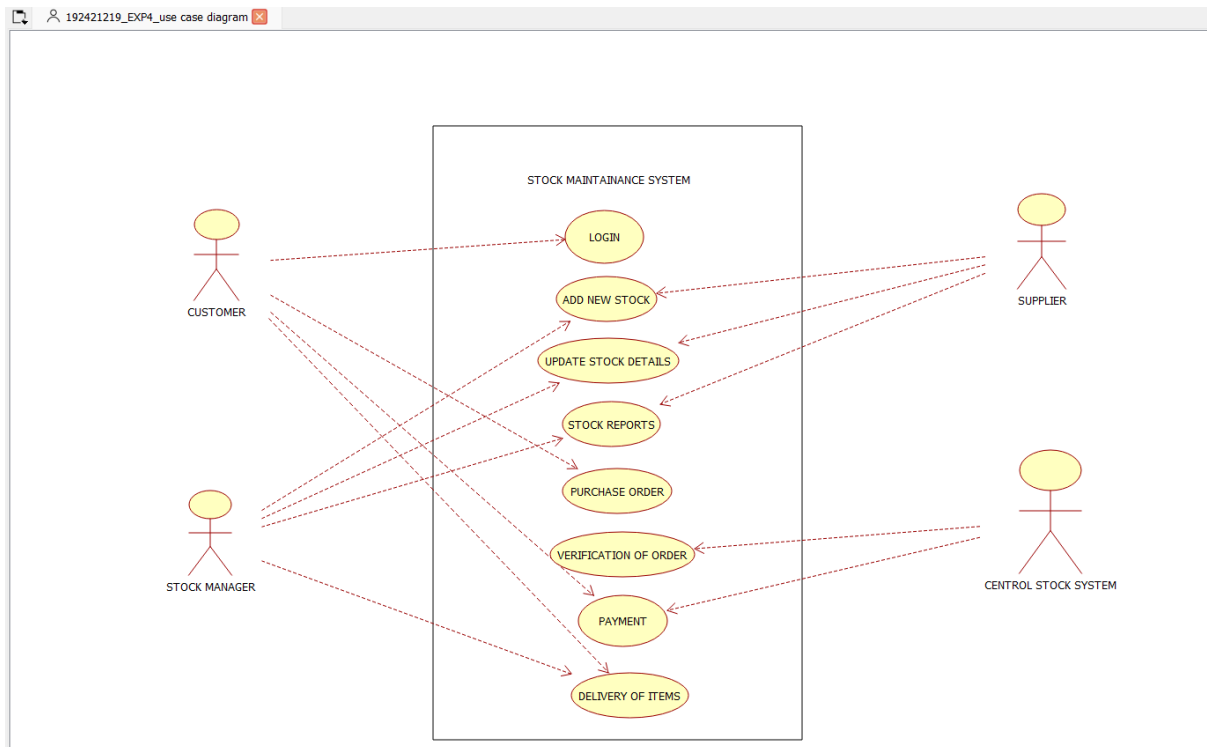 192421219_EXP4_use case diagram
STOCK MAINTAINANCE SYSTEM
LOGIN
CUSTOMER
ADD NEW STOCK
SUPPLIER
UPDATE STOCK DETAILS
STOCK REPORTS
PURCHASE ORDER
VERIFICATION OF ORDER
STOCK MANAGER
CENTROL STOCK SYSTEM
PAYMENT
DELIVERY OF ITEMS